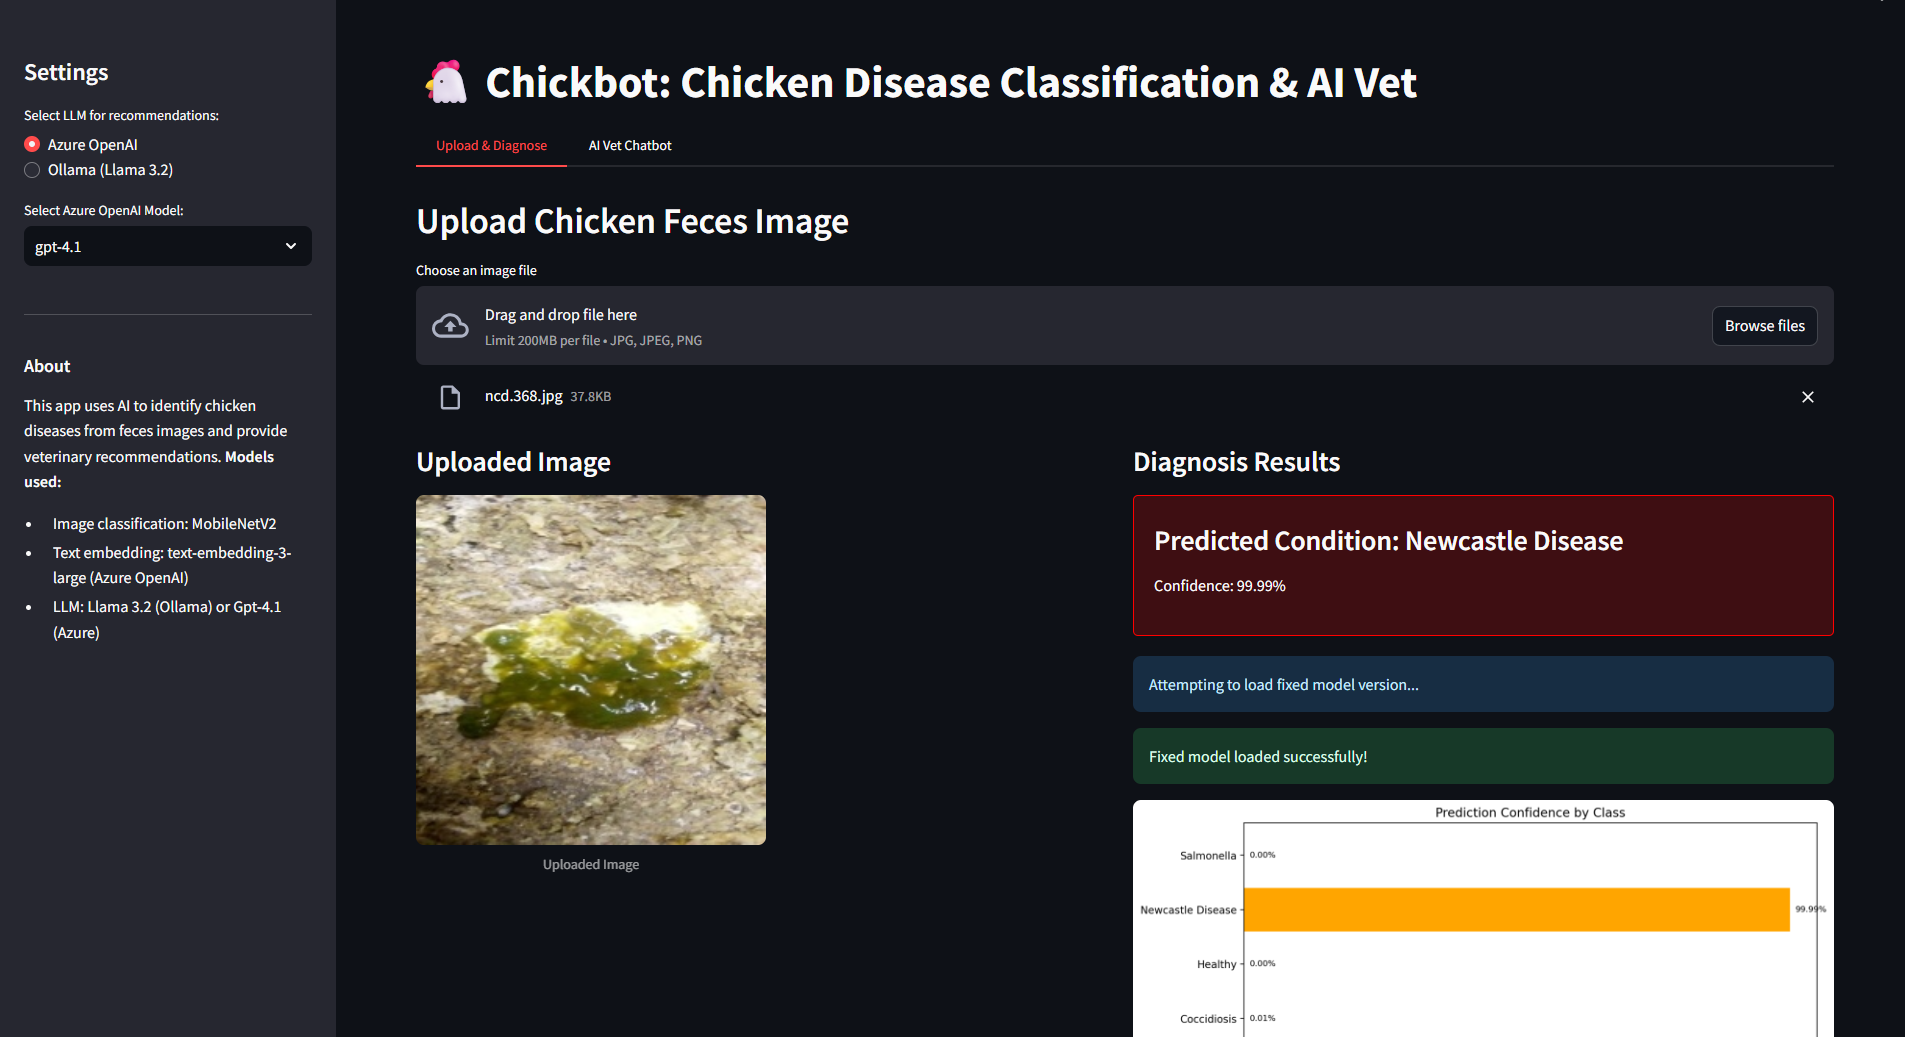 Settings
Select LLM for recommendations:
Azure OpenAI
Ollama (Llama 3.2)
Select Azure OpenAI Model:
gpt-4.1
About
This app uses AI to identify chicken
diseases from feces images and provide
veterinary recommendations. Models
used:
• Image classification: MobileNetV2
• Text embedding: text-embedding-3-
large (Azure OpenAI)
• LLM: Llama 3.2 (Ollama) or Gpt-4.1
(Azure)
Chickbot: Chicken Disease Classification & AI Vet
Upload & Diagnose
AI Vet Chatbot
Upload Chicken Feces Image
Choose an image file
Drag and drop file here
Limit 200MB per file • JPG, JPEG, PNG
Browse files
ncd.368.jpg 37.8KB
Uploaded Image
Uploaded Image
Diagnosis Results
Predicted Condition: Newcastle Disease
Confidence: 99.99%
Attempting to load fixed model version...
Fixed model loaded successfully!
Prediction Confidence by Class
Salmonella 0.00%
Newcastle Disease 99.99%
Healthy 0.00%
Coccidiosis 0.01%